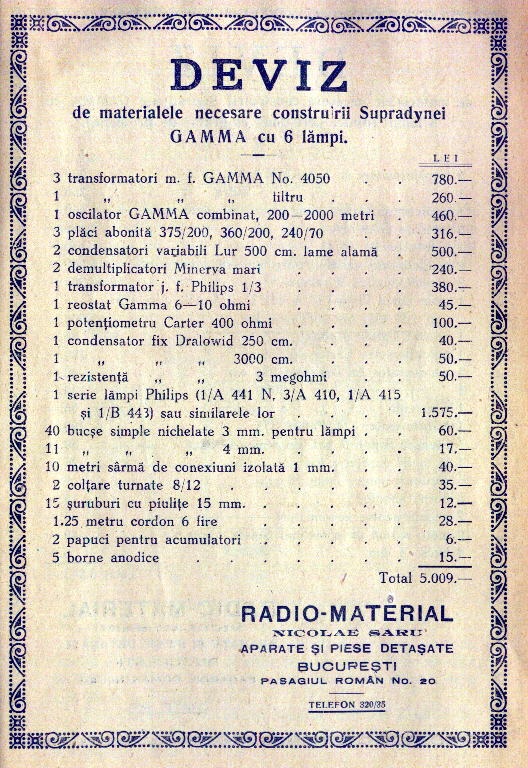 DEVIZ
de materialele necesare construirii Supradynei
GAMMA cu 6 lămpi.
LEI
3 transformatori m. f. GAMMA No. 4050 . . 780.—
1 „ „ „ filtru . . . 260.—
1 oscilator GAMMA combinat, 200—2000 metri . 460.—
3 plăci abonită 375/200, 360/200, 240/70 316.—
2 condensatori variabili Lur 500 cm. lame alamă . 500.—
2 demultiplicatori Minerva mari . . . . 240.—
1 transformator j. f. Philips 1/3 . . . . 380.—
1 reostat Gamma 6—10 ohmi . . . . 45.—
1 potențiometru Carter 400 ohmi . . . . 100.—
1 condensator fix Dralowid 250 cm. . . . 40.—
1 „ „ „ 3000 cm. . . . 50.—
1 rezistență „ „ 3 megohmi . . 50.—
1 serie lămpi Philips (1/A 441 N, 3/A 410, 1/A 415
și 1/B 443) sau similarele lor . . . . 1.575.—
40 bucșe simple nichelate 3 mm. pentru lămpi . . 60.—
11 „ „ „ 4 mm. . . . 17.—
10 metri sârmă de conexiuni izolată 1 mm. . . 40.—
2 colțare turnate 8/12 . . . . . . 35.—
15 șuruburi cu piulițe 15 mm. . . . . . 12.—
1.25 metru cordon 6 fire . . . . . 28.—
2 papuci pentru acumulatori . . . . . 6.—
5 borne anodice . . . . . . . 15.—
Total 5.009.—
RADIO-MATERIAL
NICOLAE SARU
APARATE ȘI PIESE DETAȘATE
BUCUREȘTI
PASAGIUL ROMÂN No. 20
TELEFON 320/35